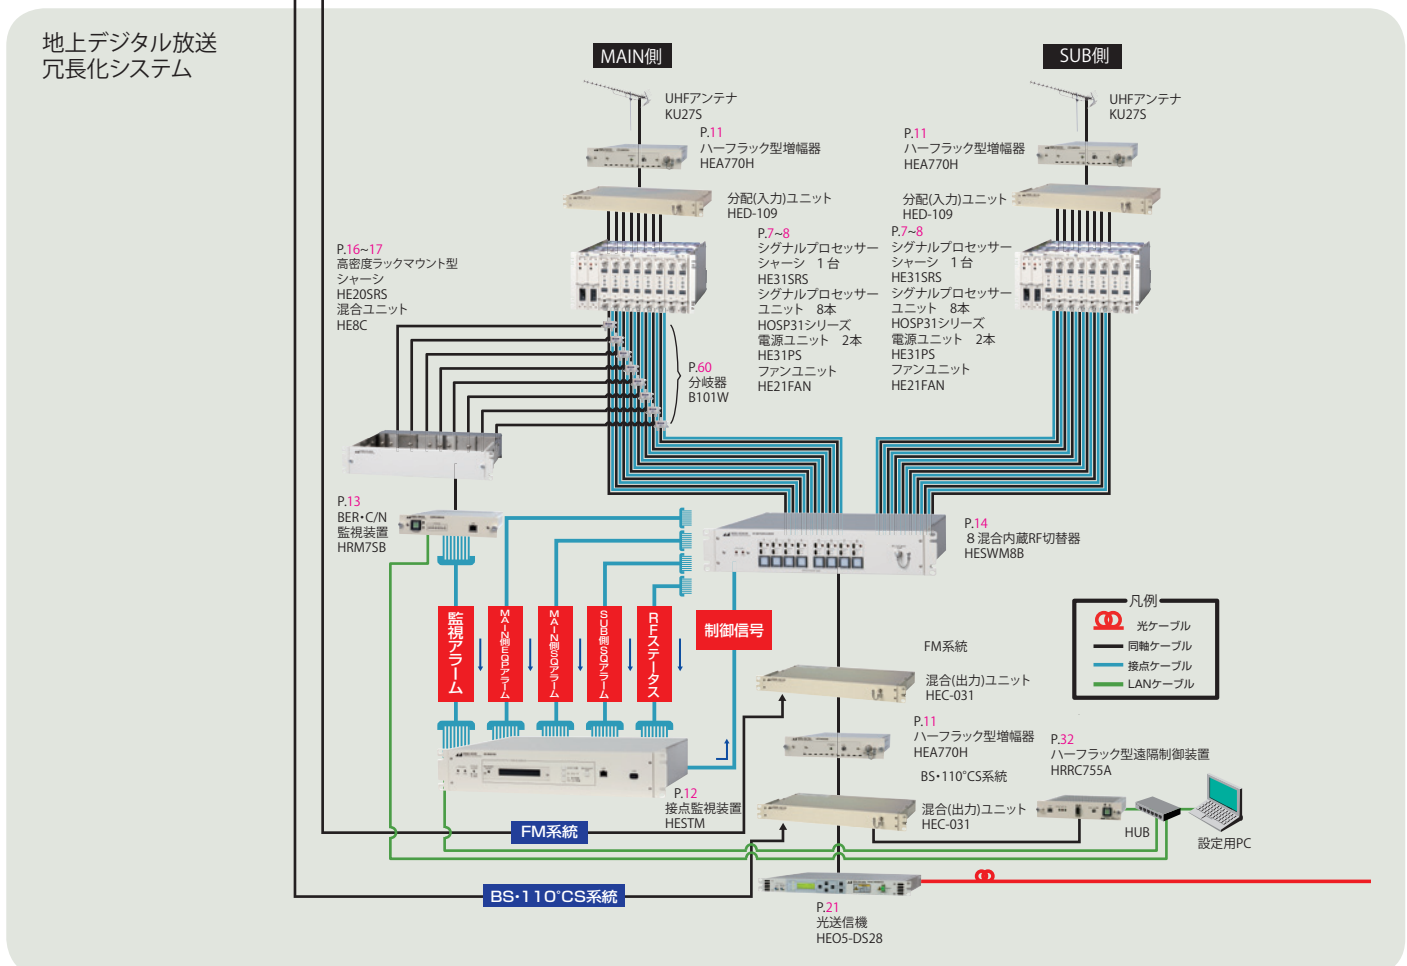 地上デジタル放送
冗長化システム
MAIN側
SUB側
UHFアンテナ
KU27S
P.11
ハーフラック型増幅器
HEA770H
分配(入力)ユニット
HED-109
P.7~8
シグナルプロセッサー
シャーシ 1台
HE31SRS
シグナルプロセッサー
ユニット 8本
HOSP31シリーズ
電源ユニット 2本
HE31PS
ファンユニット
HE21FAN
UHFアンテナ
KU27S
P.11
ハーフラック型増幅器
HEA770H
分配(入力)ユニット
HED-109
P.7~8
シグナルプロセッサー
シャーシ 1台
HE31SRS
シグナルプロセッサー
ユニット 8本
HOSP31シリーズ
電源ユニット 2本
HE31PS
ファンユニット
HE21FAN
P.16~17
高密度ラックマウント型
シャーシ
HE20SRS
混合ユニット
HE8C
P.60
分岐器
B101W
P.13
BER・C/N
監視装置
HRM7SB
P.14
8混合内蔵RF切替器
HESWM8B
監視アラーム
MAIN側EQPアラーム
MAIN側SQアラーム
SUB側SQアラーム
RFステータス
制御信号
凡例
光ケーブル
同軸ケーブル
接点ケーブル
LANケーブル
FM系統
混合(出力)ユニット
HEC-031
P.11
ハーフラック型増幅器
HEA770H
BS・110°CS系統
混合(出力)ユニット
HEC-031
P.32
ハーフラック型遠隔制御装置
HRRC755A
HUB
設定用PC
P.12
接点監視装置
HESTM
FM系統
BS・110°CS系統
P.21
光送信機
HEO5-DS28